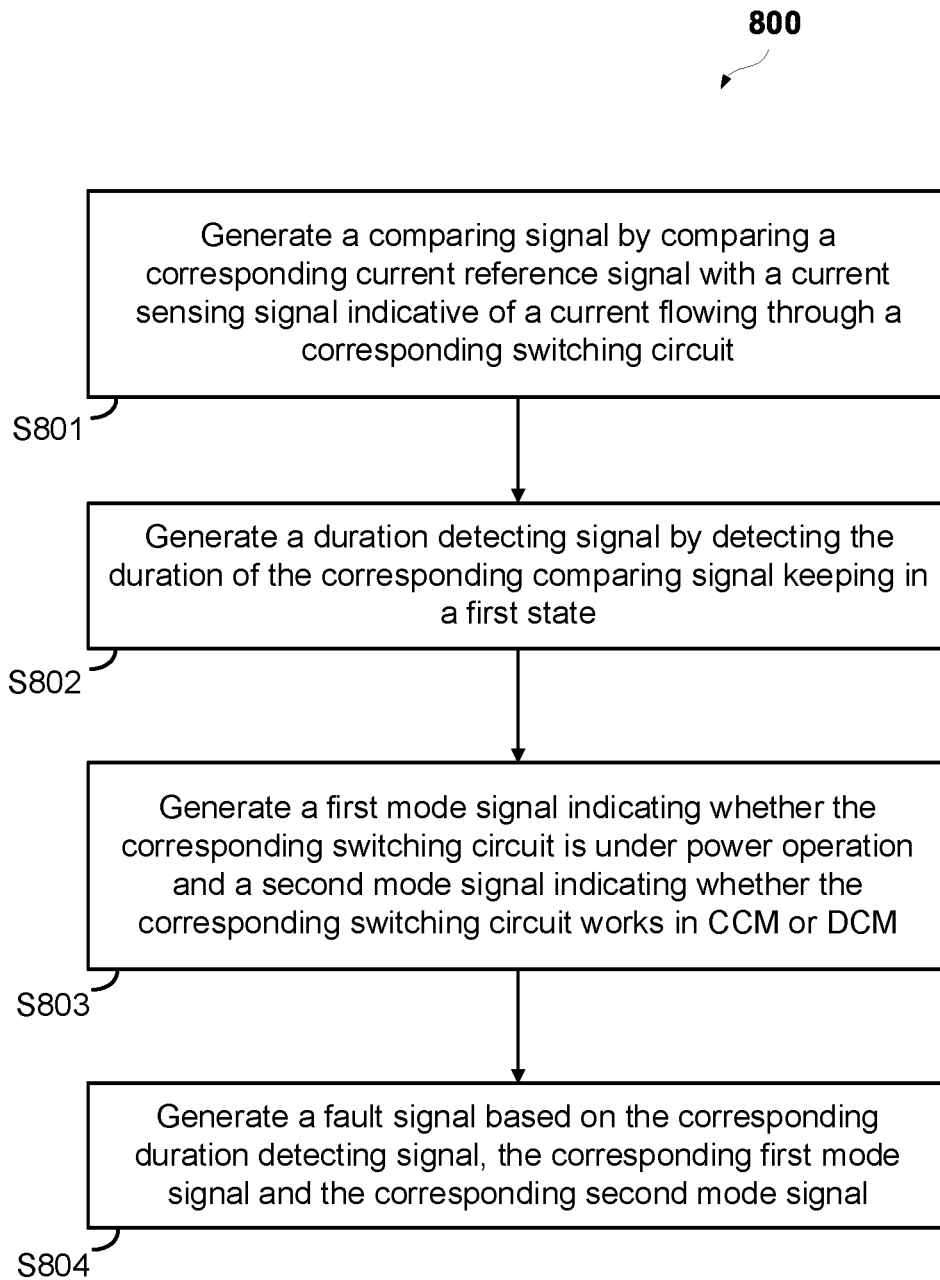 800
Generate a comparing signal by comparing a
corresponding current reference signal with a current
sensing signal indicative of a current flowing through a
corresponding switching circuit
S801
Generate a duration detecting signal by detecting the
duration of the corresponding comparing signal keeping in
a first state
S802
Generate a first mode signal indicating whether the
corresponding switching circuit is under power operation
and a second mode signal indicating whether the
corresponding switching circuit works in CCM or DCM
S803
Generate a fault signal based on the corresponding
duration detecting signal, the corresponding first mode
signal and the corresponding second mode signal
S804